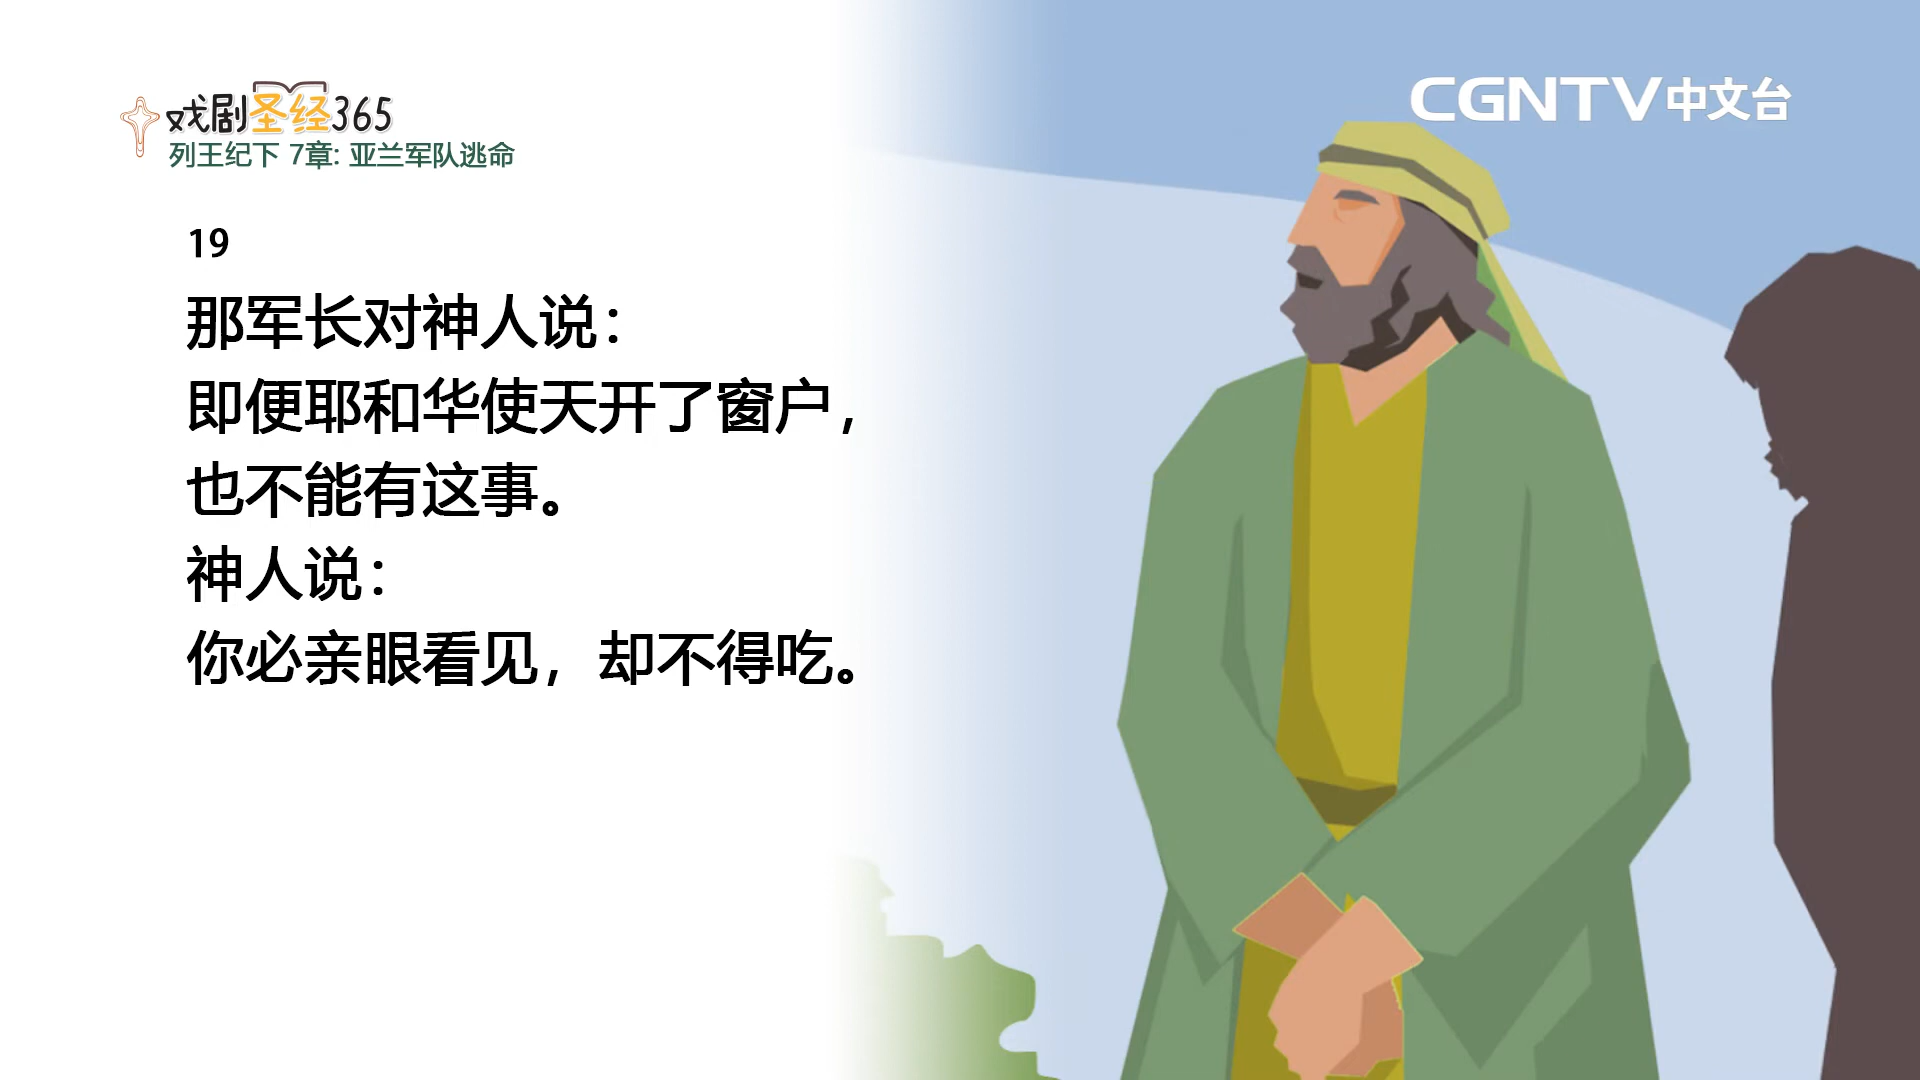 戏剧圣经365
列王纪下 7章: 亚兰军队逃命
CGNTV中文台
19
那军长对神人说：
即便耶和华使天开了窗户，
也不能有这事。
神人说：
你必亲眼看见，却不得吃。